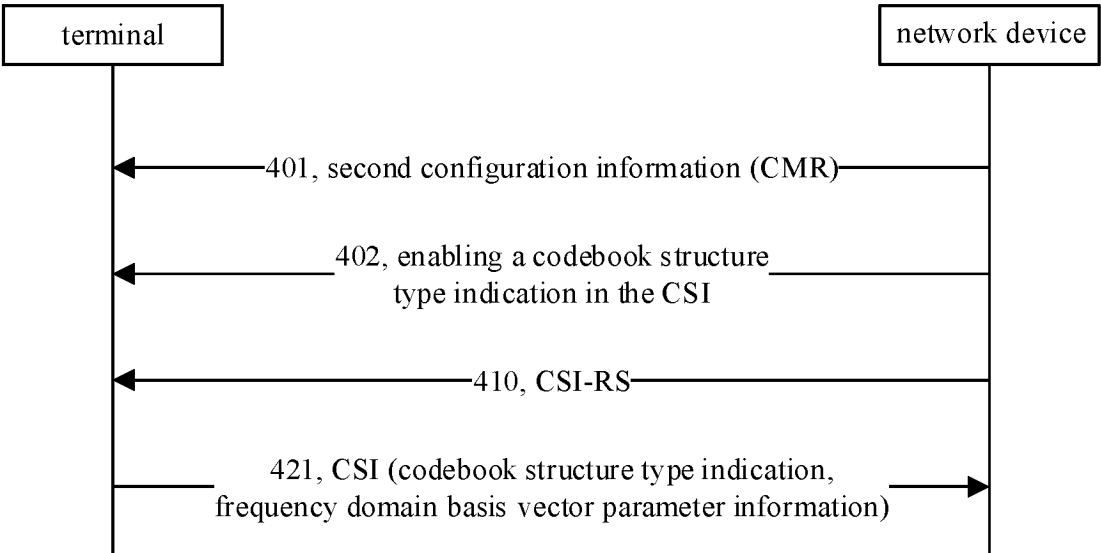 terminal
network device
401, second configuration information (CMR)
402, enabling a codebook structure
type indication in the CSI
410, CSI-RS
421, CSI (codebook structure type indication,
frequency domain basis vector parameter information)